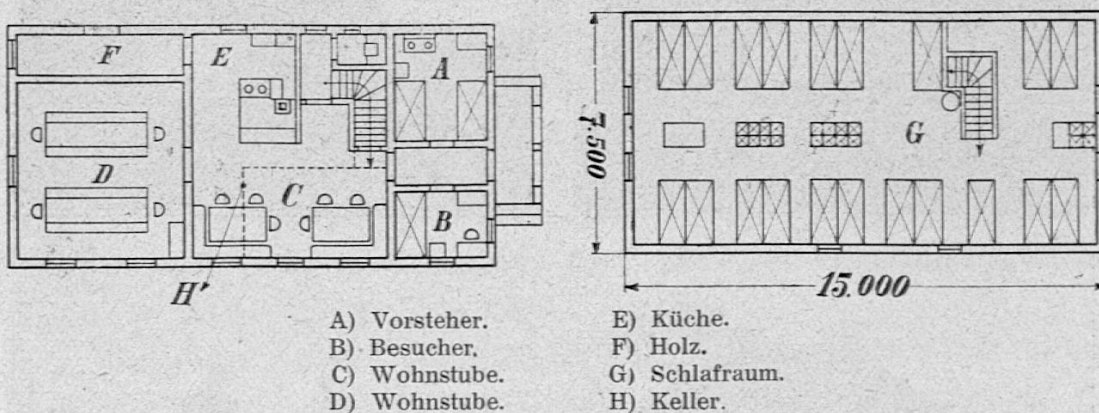 F
E
A
D
C
B
H
G
7.500
15.000
A) Vorsteher.
B) Besucher.
C) Wohnstube.
D) Wohnstube.
E) Küche.
F) Holz.
G) Schlafraum.
H) Keller.